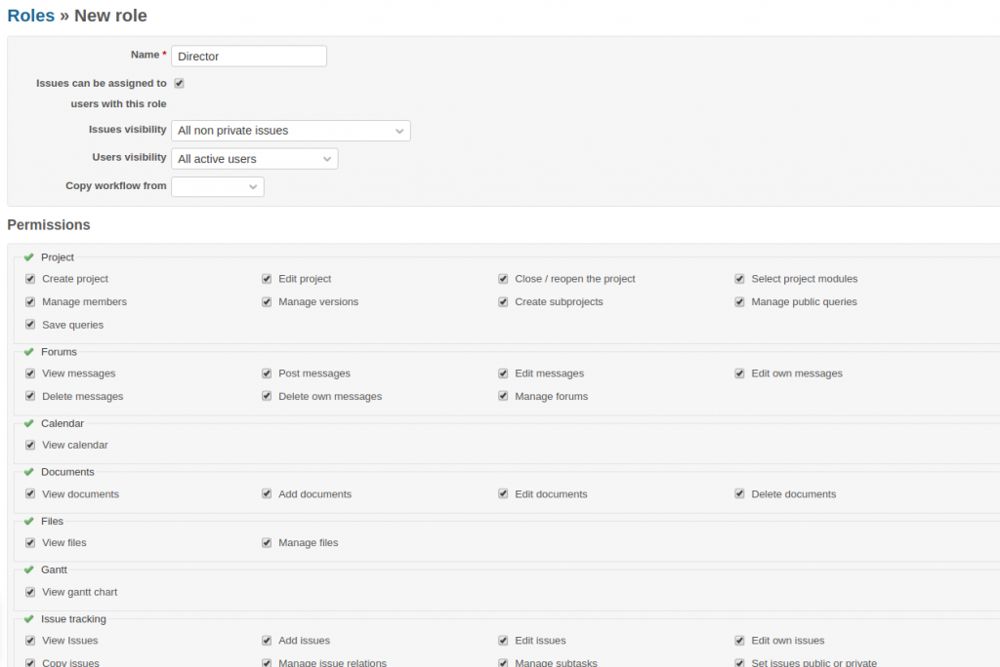 Roles » New role
Name * Director
Issues can be assigned to
users with this role
Issues visibility All non private issues
Users visibility All active users
Copy workflow from
Permissions
Project
Create project Edit project Close / reopen the project Select project modules
Manage members Manage versions Create subprojects Manage public queries
Save queries
Forums
View messages Post messages Edit messages Edit own messages
Delete messages Delete own messages Manage forums
Calendar
View calendar
Documents
View documents Add documents Edit documents Delete documents
Files
View files Manage files
Gantt
View gantt chart
Issue tracking
View Issues Add issues Edit issues Edit own issues
Copy issues Manage issue relations Manage subtasks Set issues public or private